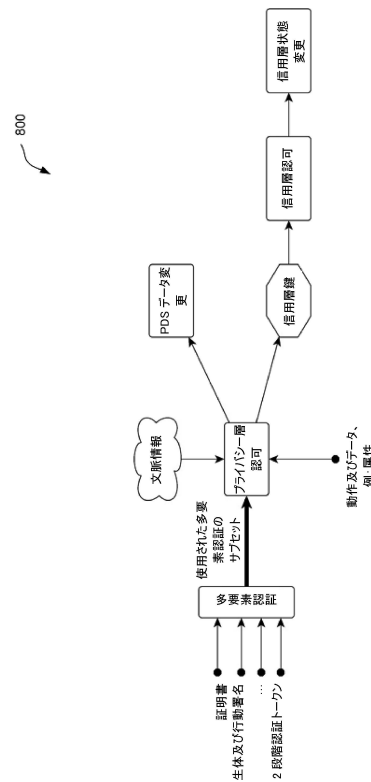 800
証明書
生体及び行動署名
…
2 段階認証トークン
多要素認証
使用された多要
素認証の
サブセット
文脈情報
プライバシー層
認可
動作及びデータ、
例:属性
PDS データ変
更
信用層鍵
信用層認可
信用層状態
変更